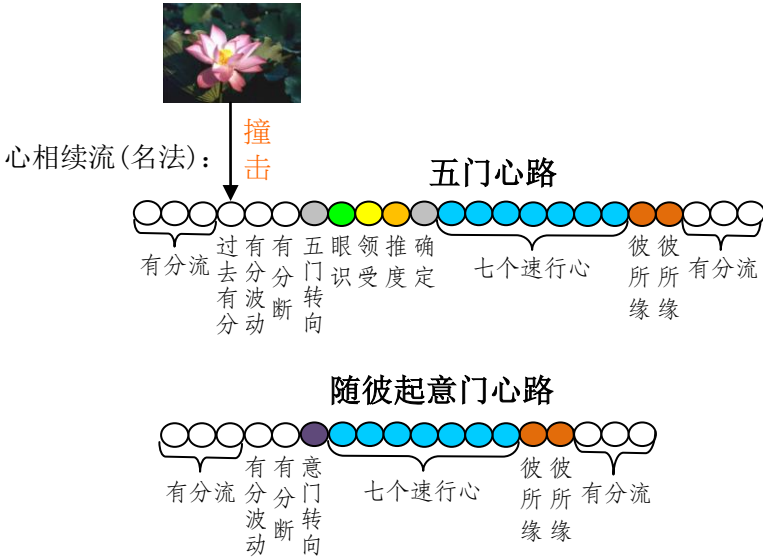 撞击
心相续流(名法):
五门心路
有分流
过去有分
有分波动
有分断
五门转向
眼识
领受
推度
确定
七个速行心
彼所缘
彼所缘
有分流
随彼起意门心路
有分流
有分波动
有分断
意门转向
七个速行心
彼所缘
彼所缘
有分流